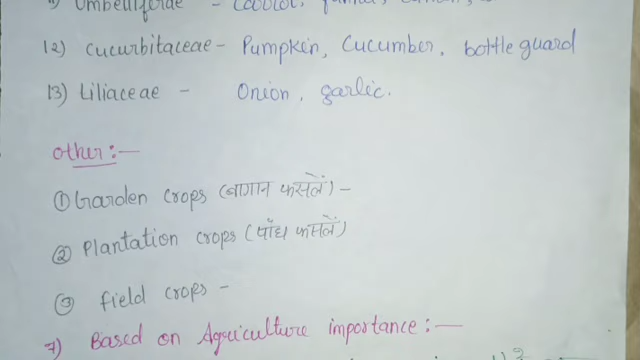 Umbelliferae -
12) Cucurbitaceae - Pumpkin, Cucumber, bottle guard
13) Liliaceae - Onion, garlic.
Other:-
① Garden crops (बागान फसलें) -
② Plantation crops (पौध फसलें)
③ field crops -
7) Based on Agriculture importance:-